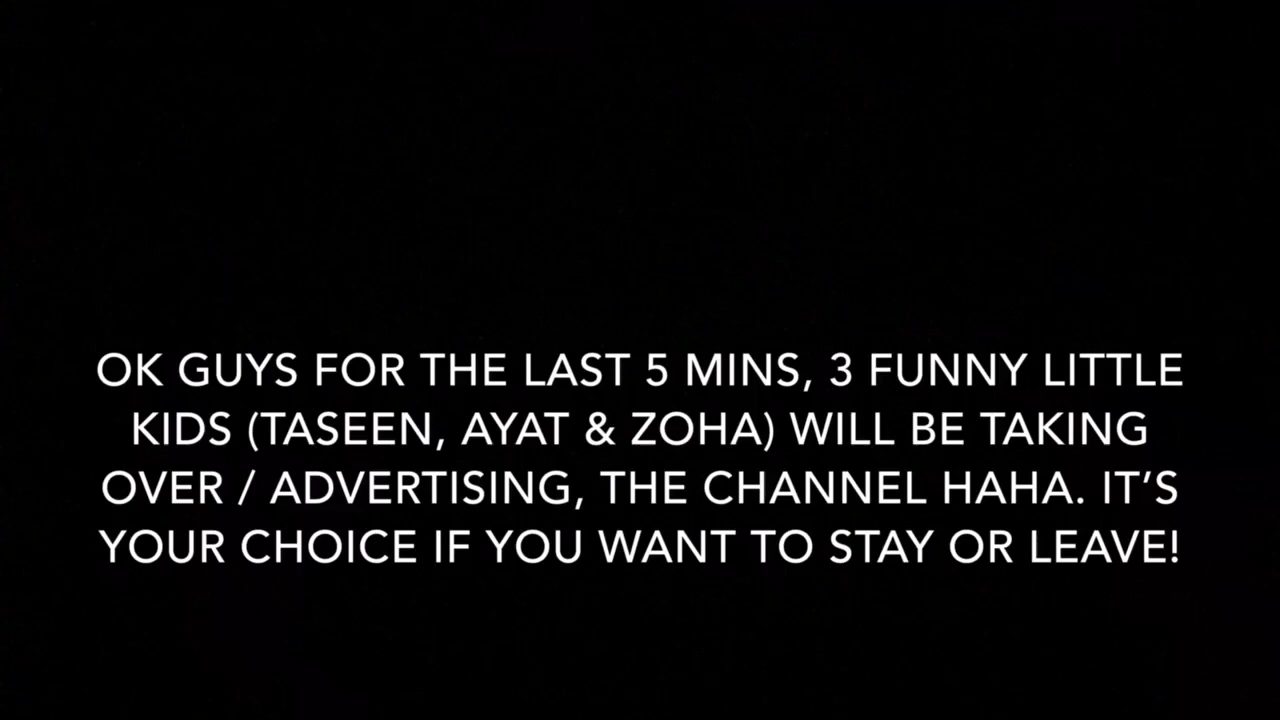 OK GUYS FOR THE LAST 5 MINS, 3 FUNNY LITTLE
KIDS (TASEEN, AYAT & ZOHA) WILL BE TAKING
OVER / ADVERTISING, THE CHANNEL HAHA. IT’S
YOUR CHOICE IF YOU WANT TO STAY OR LEAVE!